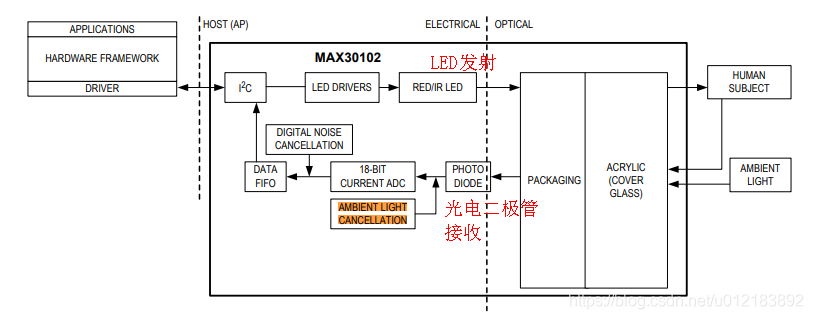 HOST (AP)
ELECTRICAL
OPTICAL
APPLICATIONS
HARDWARE FRAMEWORK
DRIVER
MAX30102
LED发射
I²C
LED DRIVERS
RED/IR LED
HUMAN
SUBJECT
DIGITAL NOISE
CANCELLATION
DATA
FIFO
18-BIT
CURRENT ADC
PHOTO
DIODE
PACKAGING
ACRYLIC
(COVER
GLASS)
AMBIENT
LIGHT
AMBIENT LIGHT
CANCELLATION
光电二极管
接收
https://blog.csdn.net/u012183892